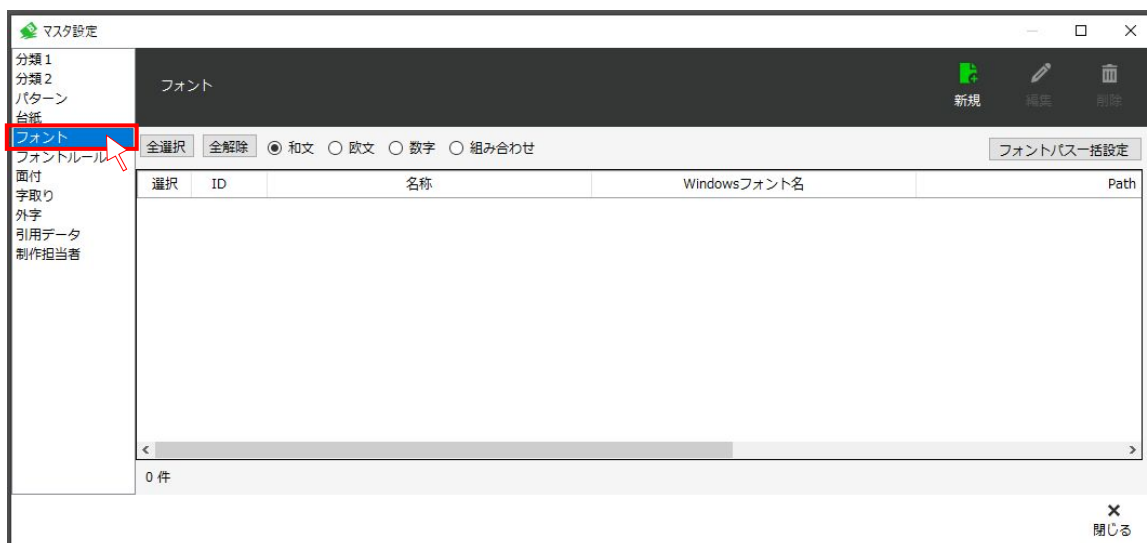 マスタ設定
分類1
分類2
パターン
台紙
フォント
フォントルール
面付
字取り
外字
引用データ
制作担当者
フォント
新規
編集
削除
全選択 全解除 和文 欧文 数字 組み合わせ フォントパス一括設定
選択 ID 名称 Windowsフォント名 Path
0 件
閉じる